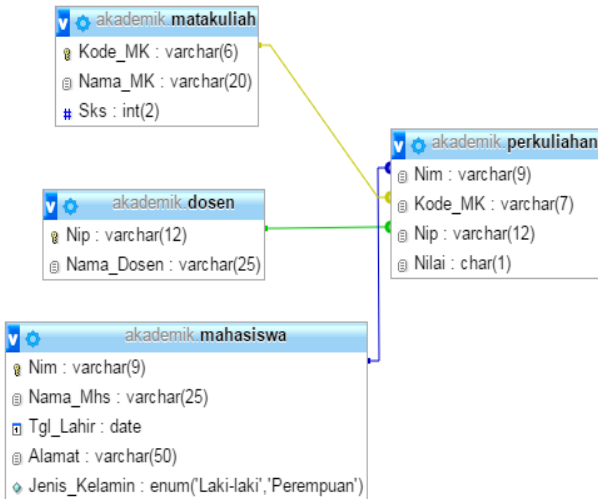 akademik.matakuliah
Kode_MK : varchar(6)
Nama_MK : varchar(20)
# Sks : int(2)
akademik.perkuliahan
Nim : varchar(9)
Kode_MK : varchar(7)
Nip : varchar(12)
Nilai : char(1)
akademik.dosen
Nip : varchar(12)
Nama_Dosen : varchar(25)
akademik.mahasiswa
Nim : varchar(9)
Nama_Mhs : varchar(25)
Tgl_Lahir : date
Alamat : varchar(50)
Jenis_Kelamin : enum('Laki-laki','Perempuan')